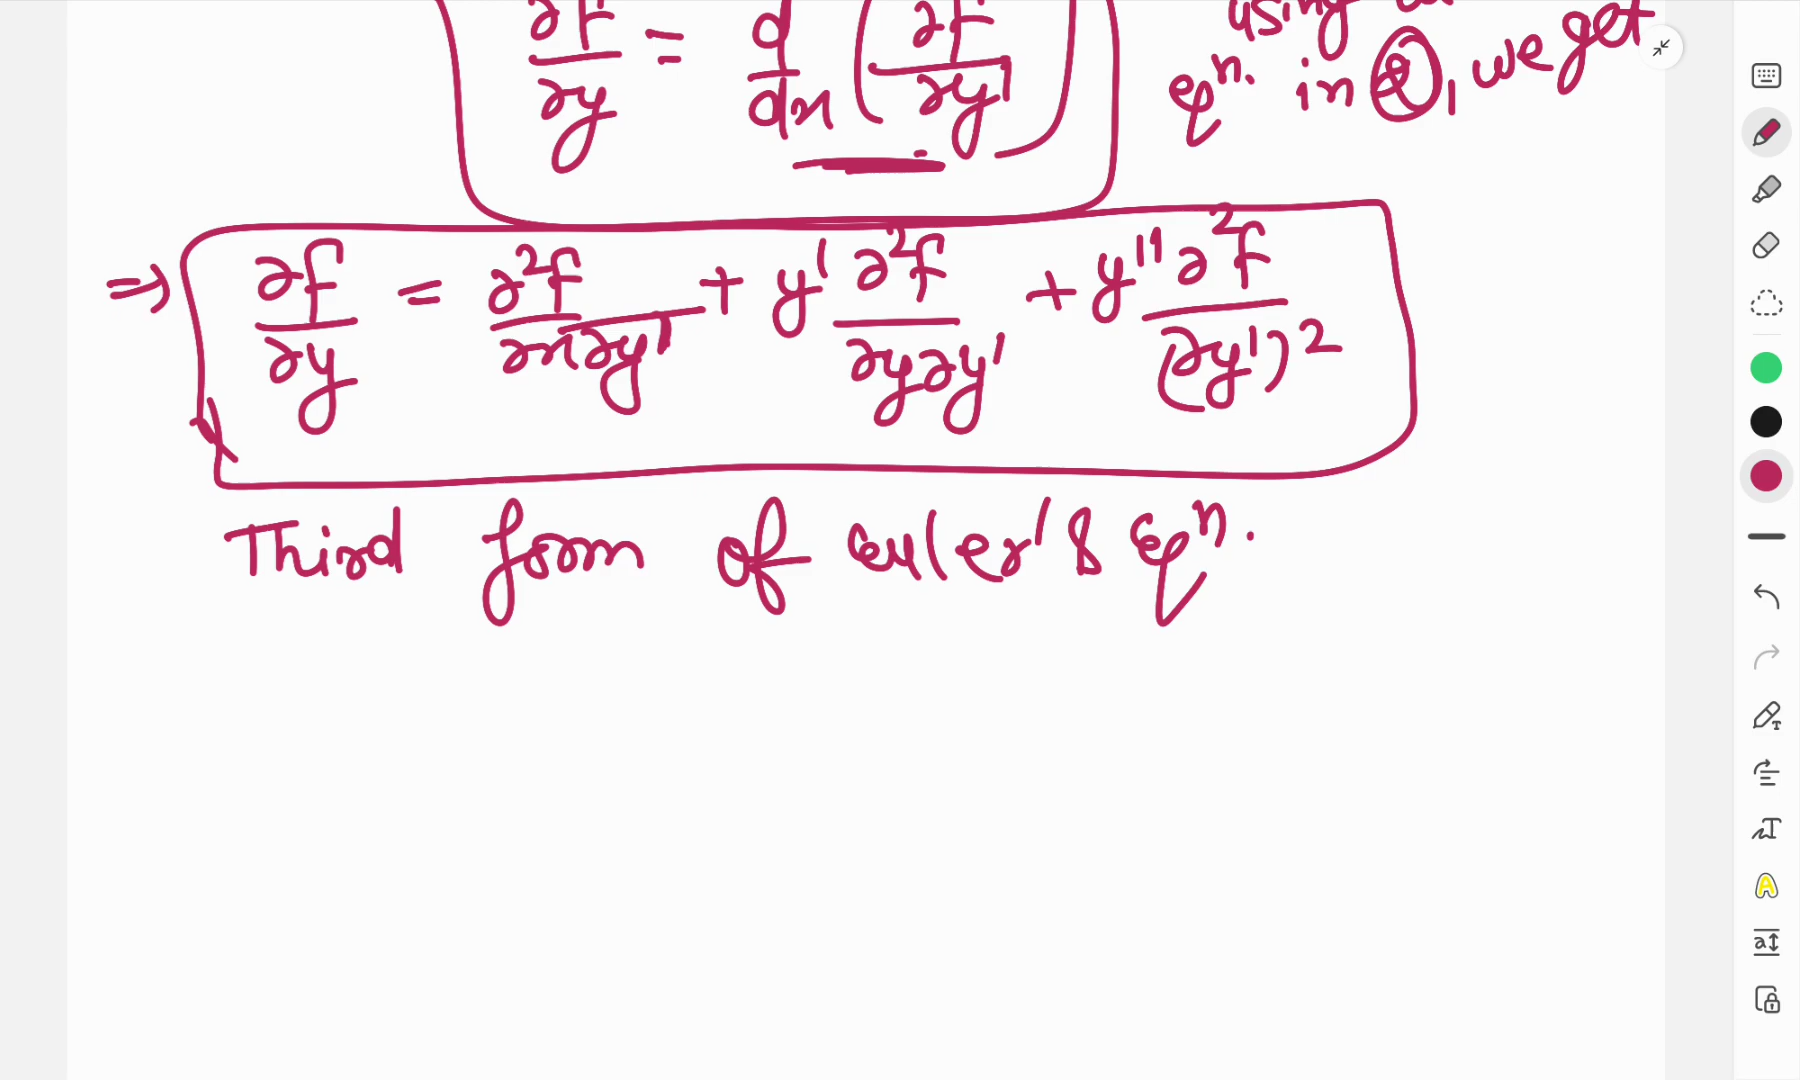 ∂F/∂y = d/dx (∂F/∂y') using
eqⁿ. in ②, we get
⇒ ∂f/∂y = ∂²f/∂x∂y' + y' ∂²f/∂y∂y' + y'' ∂²f/(∂y')²
Third form of euler's eqⁿ.